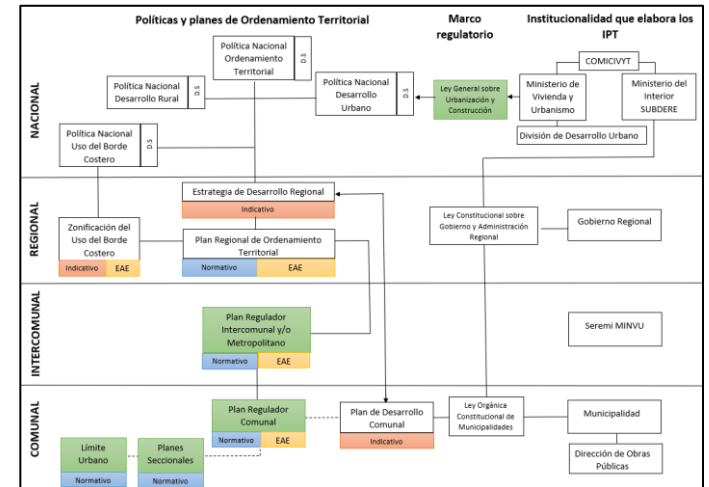 Políticas y planes de Ordenamiento Territorial
Marco
regulatorio
Institucionalidad que elabora los
IPT
NACIONAL
Política Nacional
Ordenamiento
Territorial
D.S
Política Nacional
Desarrollo Rural
D.S
Política Nacional
Desarrollo
Urbano
D.S
Política Nacional
Uso del Borde
Costero
D.S
Ley General sobre
Urbanización y
Construcción
COMICIVYT
Ministerio de
Vivienda y
Urbanismo
Ministerio del
Interior
SUBDERE
División de Desarrollo Urbano
REGIONAL
Estrategia de Desarrollo Regional
Indicativo
Zonificación del
Uso del Borde
Costero
Indicativo
EAE
Plan Regional de Ordenamiento
Territorial
Normativo
EAE
Ley Constitucional sobre
Gobierno y Administración
Regional
Gobierno Regional
INTERCOMUNAL
Plan Regulador
Intercomunal y/o
Metropolitano
Normativo
EAE
Seremi MINVU
COMUNAL
Plan Regulador
Comunal
Normativo
EAE
Plan de Desarrollo
Comunal
Indicativo
Ley Orgánica
Constitucional de
Municipalidades
Municipalidad
Dirección de Obras
Públicas
Límite
Urbano
Normativo
Planes
Seccionales
Normativo